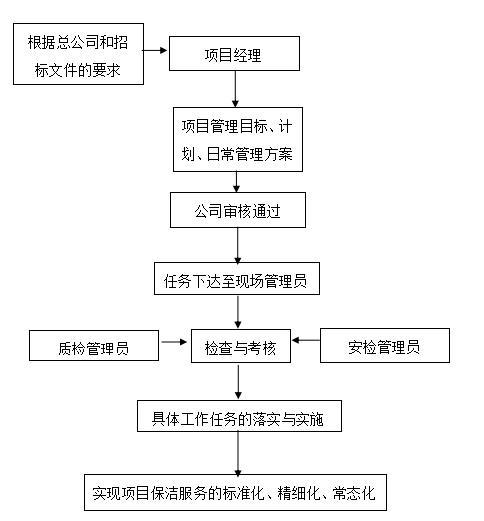 根据总公司和招
标文件的要求
项目经理
项目管理目标、计
划、日常管理方案
公司审核通过
任务下达至现场管理员
质检管理员
检查与考核
安检管理员
具体工作任务的落实与实施
实现项目保洁服务的标准化、精细化、常态化